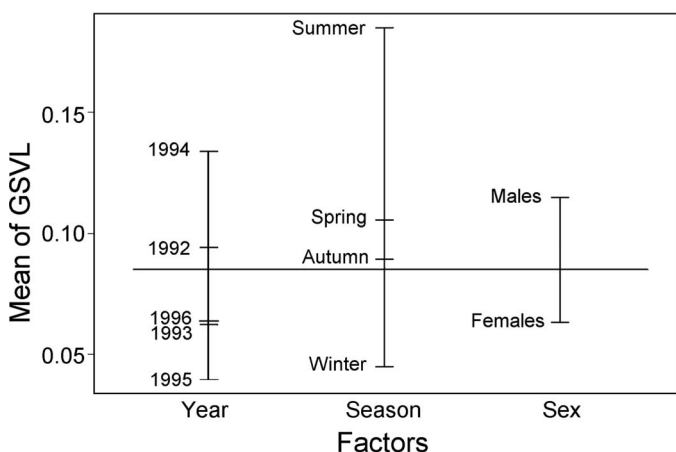 Summer
0.15
1994
Males
Spring
0.10
1992
Autumn
Mean of GSVL
1996
Females
1993
Winter
0.05
1995
Year Season Sex
Factors